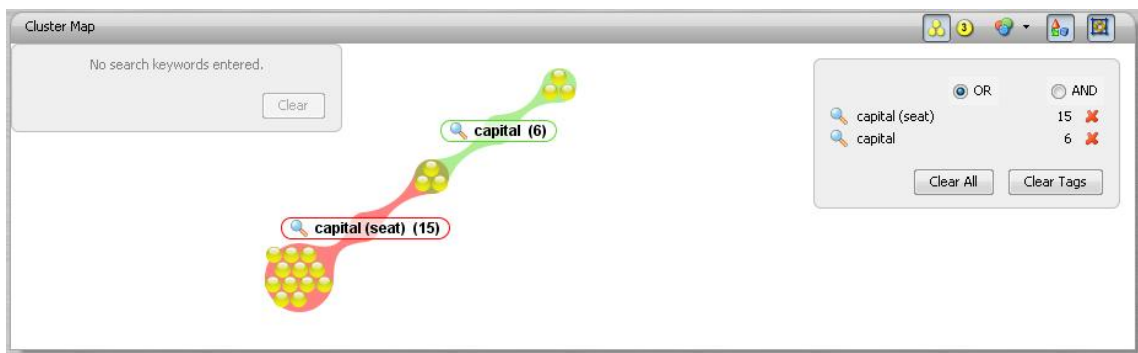 Cluster Map
3
No search keywords entered.
Clear
OR AND
capital (seat) 15
capital 6
Clear All Clear Tags
capital (6)
capital (seat) (15)